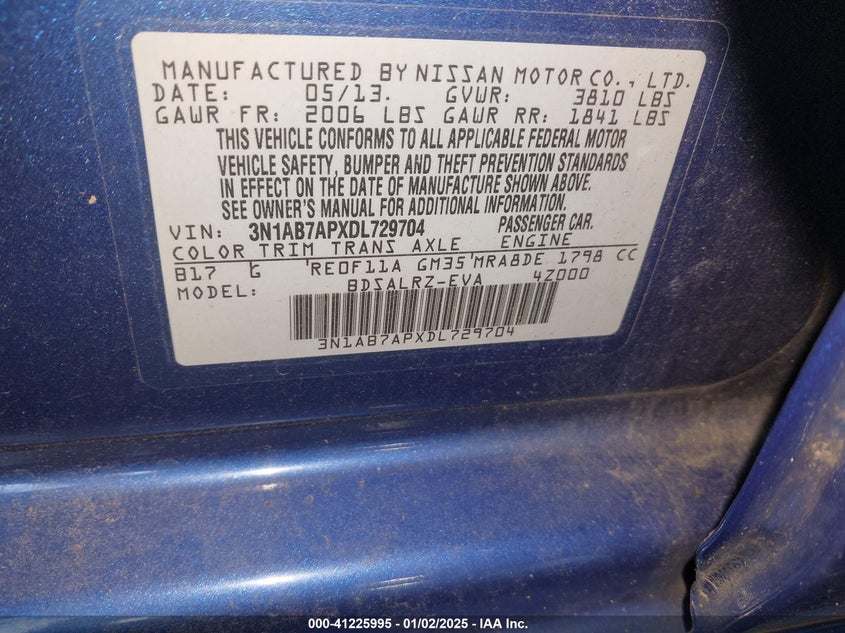 MANUFACTURED BY NISSAN MOTOR CO., LTD.
DATE: 05/13. GVWR: 3810 LBS
GAWR FR: 2006 LBS GAWR RR: 1841 LBS
THIS VEHICLE CONFORMS TO ALL APPLICABLE FEDERAL MOTOR
VEHICLE SAFETY, BUMPER AND THEFT PREVENTION STANDARDS
IN EFFECT ON THE DATE OF MANUFACTURE SHOWN ABOVE.
SEE OWNER'S MANUAL FOR ADDITIONAL INFORMATION.
VIN: 3N1AB7APXDL729704 PASSENGER CAR.
COLOR TRIM TRANS AXLE ENGINE
B17 G RE0F11A GM35 MRA8DE 1798 CC
MODEL: BDSALRZ-EVA 4Z000
3N1AB7APXDL729704
000-41225995 - 01/02/2025 - IAA Inc.